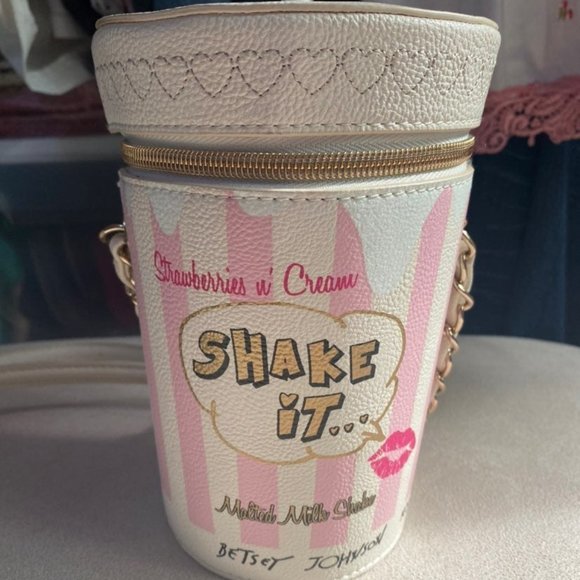 Strawberries n' Cream
SHAKE
iT...
Malted Milk Shake
BETSEY JOHNSON